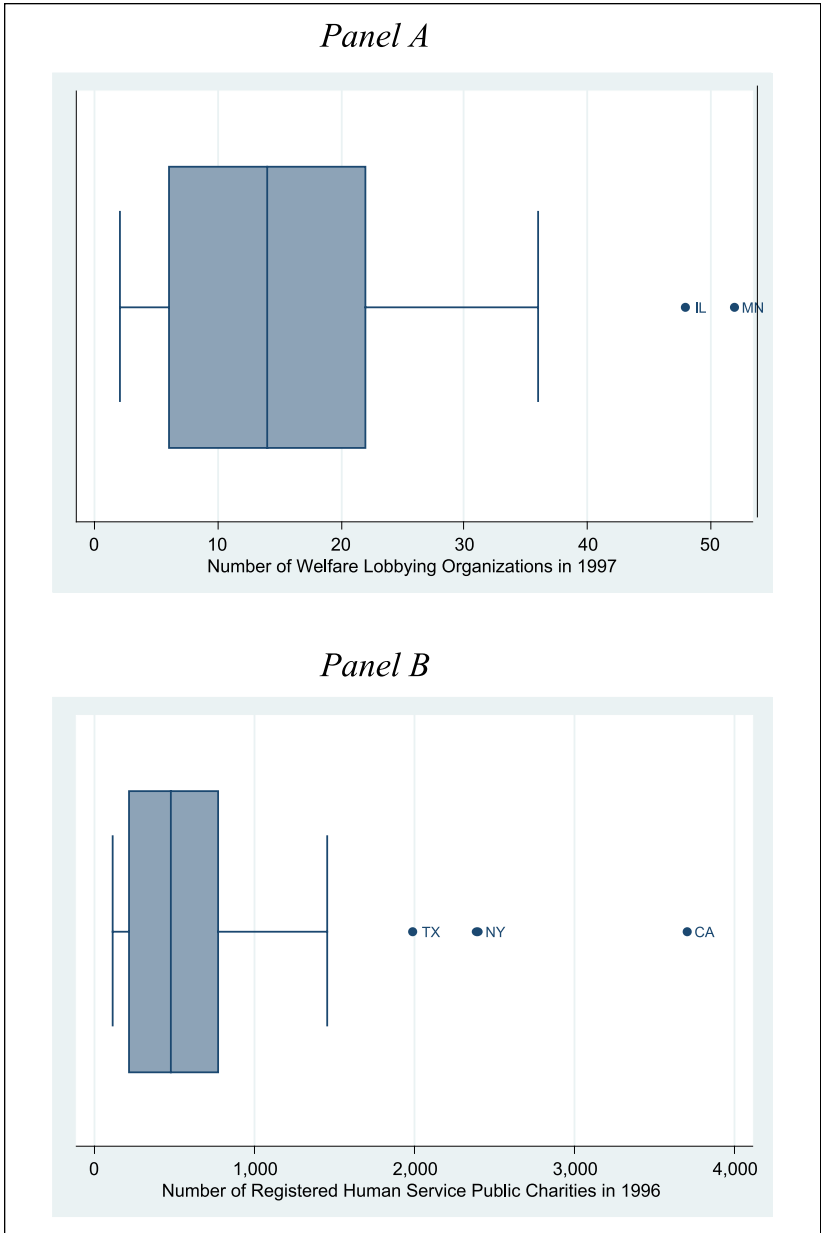 Panel A
IL MN
0 10 20 30 40 50
Number of Welfare Lobbying Organizations in 1997
Panel B
TX NY CA
0 1,000 2,000 3,000 4,000
Number of Registered Human Service Public Charities in 1996